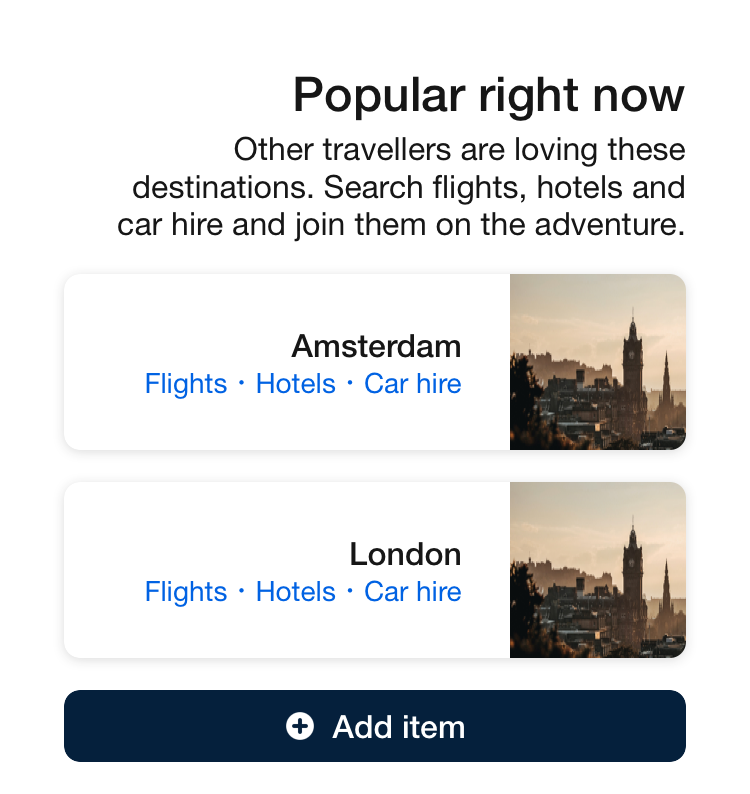 Popular right now
Other travellers are loving these
destinations. Search flights, hotels and
car hire and join them on the adventure.
Amsterdam
Flights · Hotels · Car hire
London
Flights · Hotels · Car hire
Add item